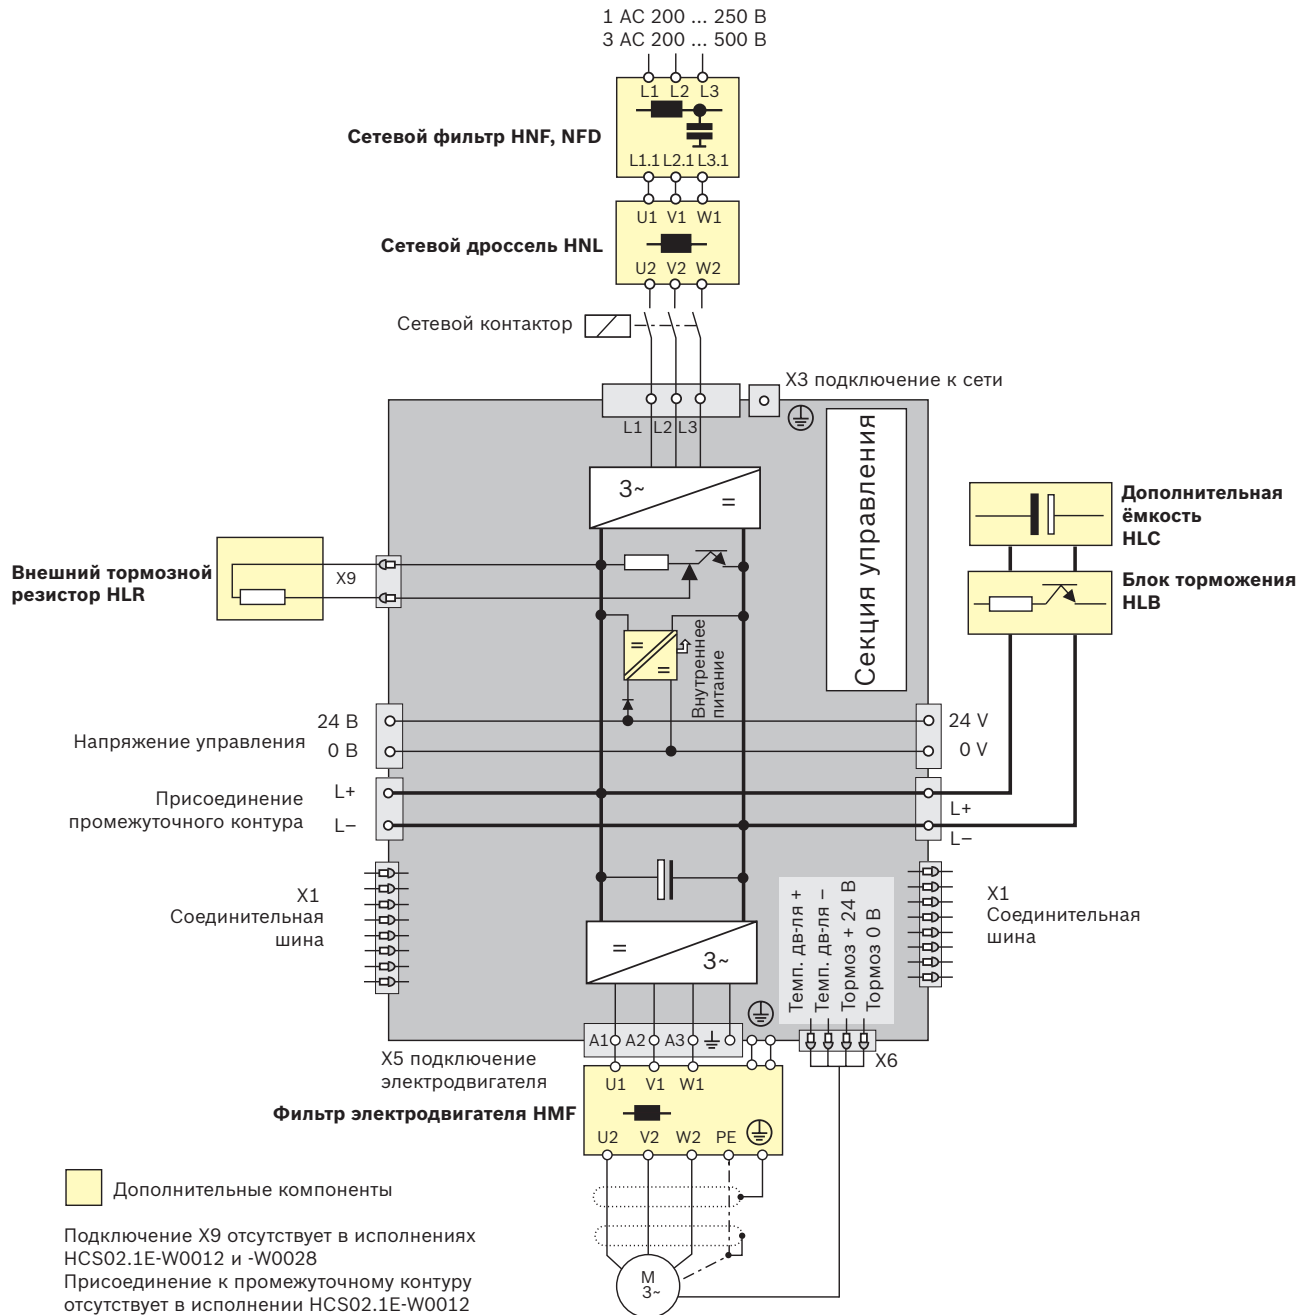 1 AC 200 ... 250 В
3 AC 200 ... 500 В
L1 L2 L3
Сетевой фильтр HNF, NFD
L1.1 L2.1 L3.1
U1 V1 W1
Сетевой дроссель HNL
U2 V2 W2
Сетевой контактор
X3 подключение к сети
L1 L2 L3
Секция управления
3~
=
Дополнительная
ёмкость
HLC
Внешний тормозной
резистор HLR
X9
Блок торможения
HLB
=
=
Внутреннее
питание
24 В
24 V
Напряжение управления
0 В
0 V
Присоединение
промежуточного контура
L+
L−
L+
L−
X1
Соединительная
шина
X1
Соединительная
шина
Темп. дв-ля +
Темп. дв-ля −
Тормоз + 24 В
Тормоз 0 В
=
3~
A1 A2 A3
X6
X5 подключение
электродвигателя
U1 V1 W1
Фильтр электродвигателя HMF
U2 V2 W2 PE
Дополнительные компоненты
M
3~
Подключение X9 отсутствует в исполнениях
HCS02.1E-W0012 и -W0028
Присоединение к промежуточному контуру
отсутствует в исполнении HCS02.1E-W0012